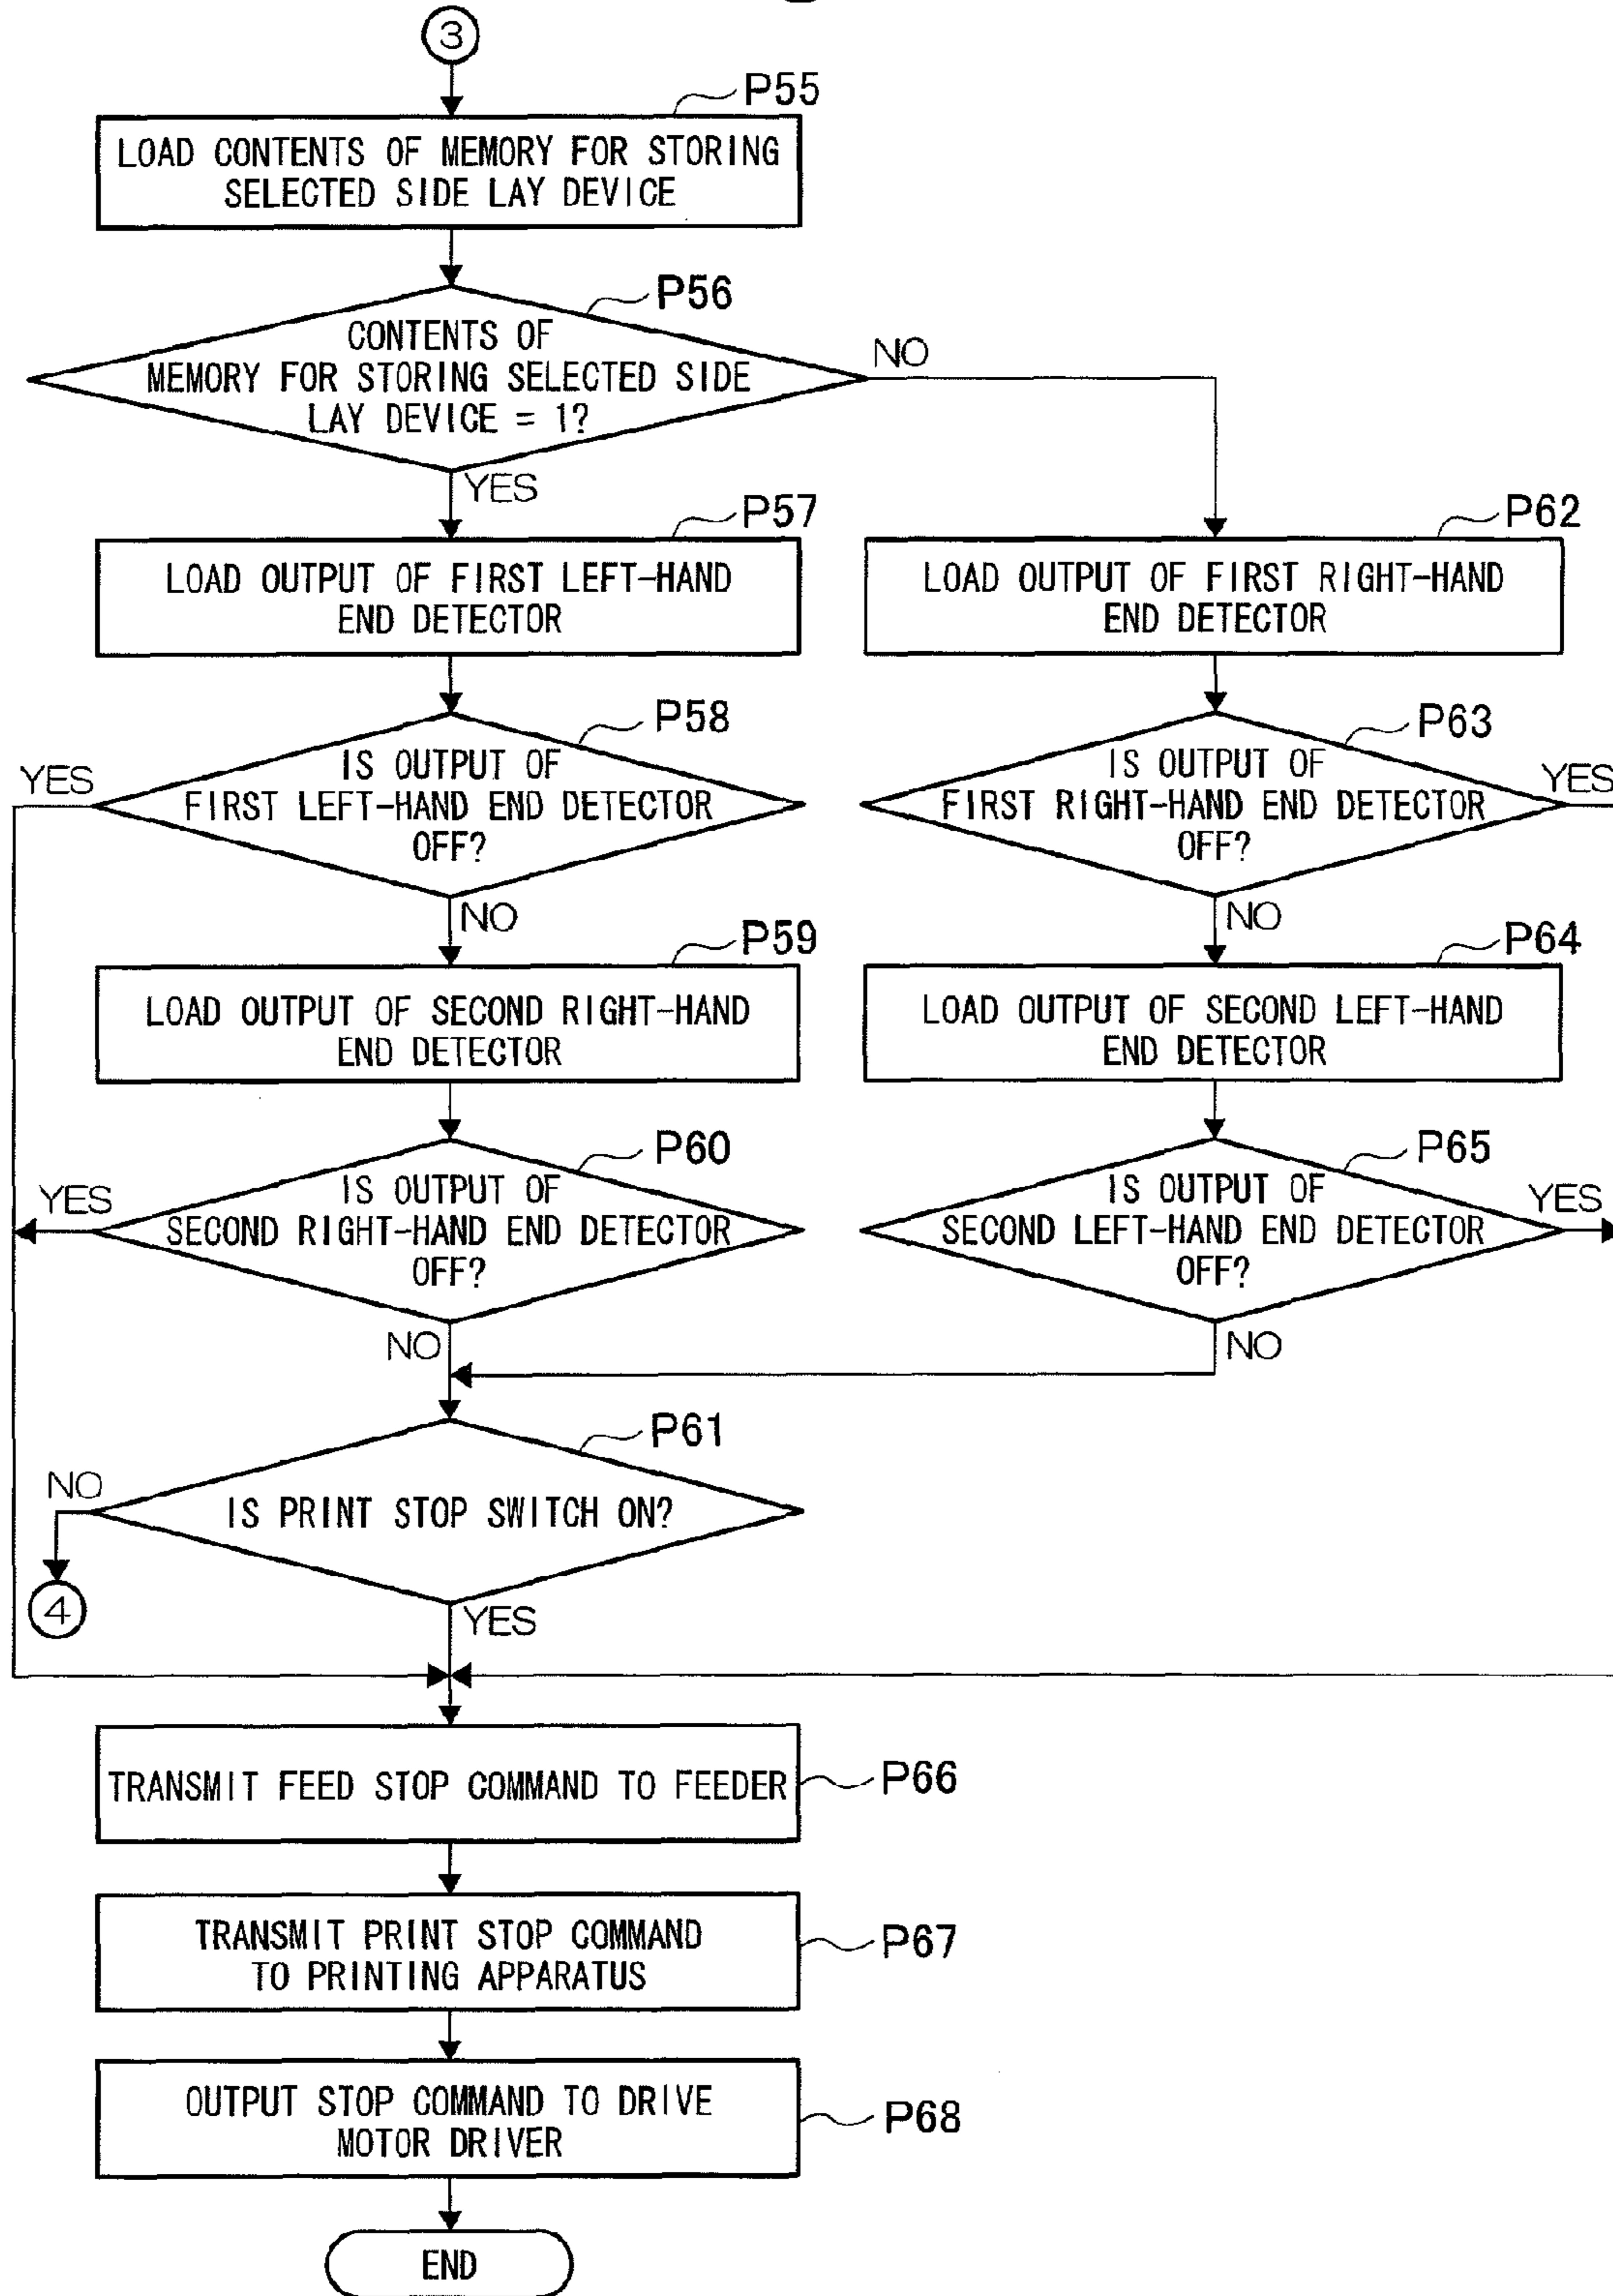 3
P55
LOAD CONTENTS OF MEMORY FOR STORING
SELECTED SIDE LAY DEVICE
P56
CONTENTS OF
MEMORY FOR STORING SELECTED SIDE
LAY DEVICE = 1?
NO
YES
P57
LOAD OUTPUT OF FIRST LEFT-HAND
END DETECTOR
P62
LOAD OUTPUT OF FIRST RIGHT-HAND
END DETECTOR
P58
YES
IS OUTPUT OF
FIRST LEFT-HAND END DETECTOR
OFF?
NO
P63
IS OUTPUT OF
FIRST RIGHT-HAND END DETECTOR
OFF?
YES
NO
P59
LOAD OUTPUT OF SECOND RIGHT-HAND
END DETECTOR
P64
LOAD OUTPUT OF SECOND LEFT-HAND
END DETECTOR
P60
YES
IS OUTPUT OF
SECOND RIGHT-HAND END DETECTOR
OFF?
NO
P65
IS OUTPUT OF
SECOND LEFT-HAND END DETECTOR
OFF?
YES
NO
P61
NO
IS PRINT STOP SWITCH ON?
4
YES
TRANSMIT FEED STOP COMMAND TO FEEDER
P66
TRANSMIT PRINT STOP COMMAND
TO PRINTING APPARATUS
P67
OUTPUT STOP COMMAND TO DRIVE
MOTOR DRIVER
P68
END